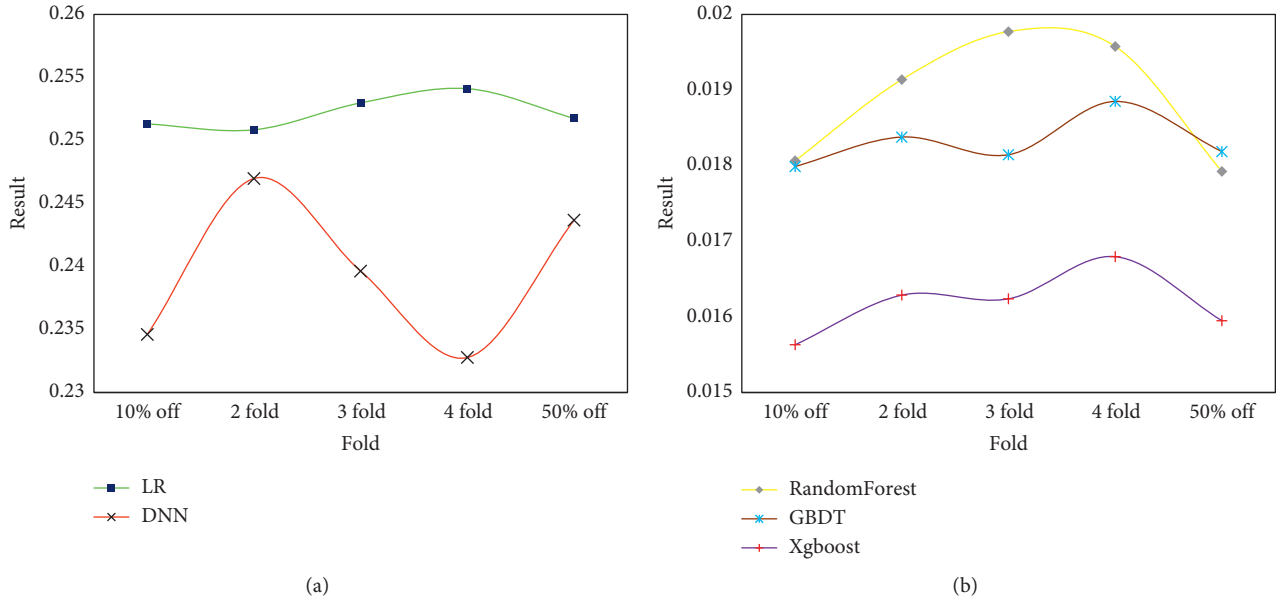 0.26
0.255
0.25
0.245
0.24
0.235
0.23
Result
10% off 2 fold 3 fold 4 fold 50% off
Fold
LR
DNN
(a)
0.02
0.019
0.018
0.017
0.016
0.015
Result
10% off 2 fold 3 fold 4 fold 50% off
Fold
RandomForest
GBDT
Xgboost
(b)